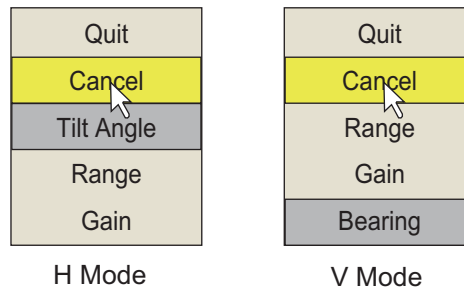 Quit
Cancel
Tilt Angle
Range
Gain
H Mode
Quit
Cancel
Range
Gain
Bearing
V Mode